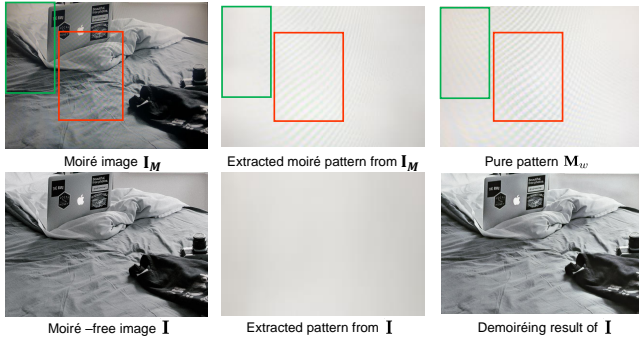 Moiré image I_M
Extracted moiré pattern from I_M
Pure pattern M_w
Moiré –free image I
Extracted pattern from I
Demoiréing result of I